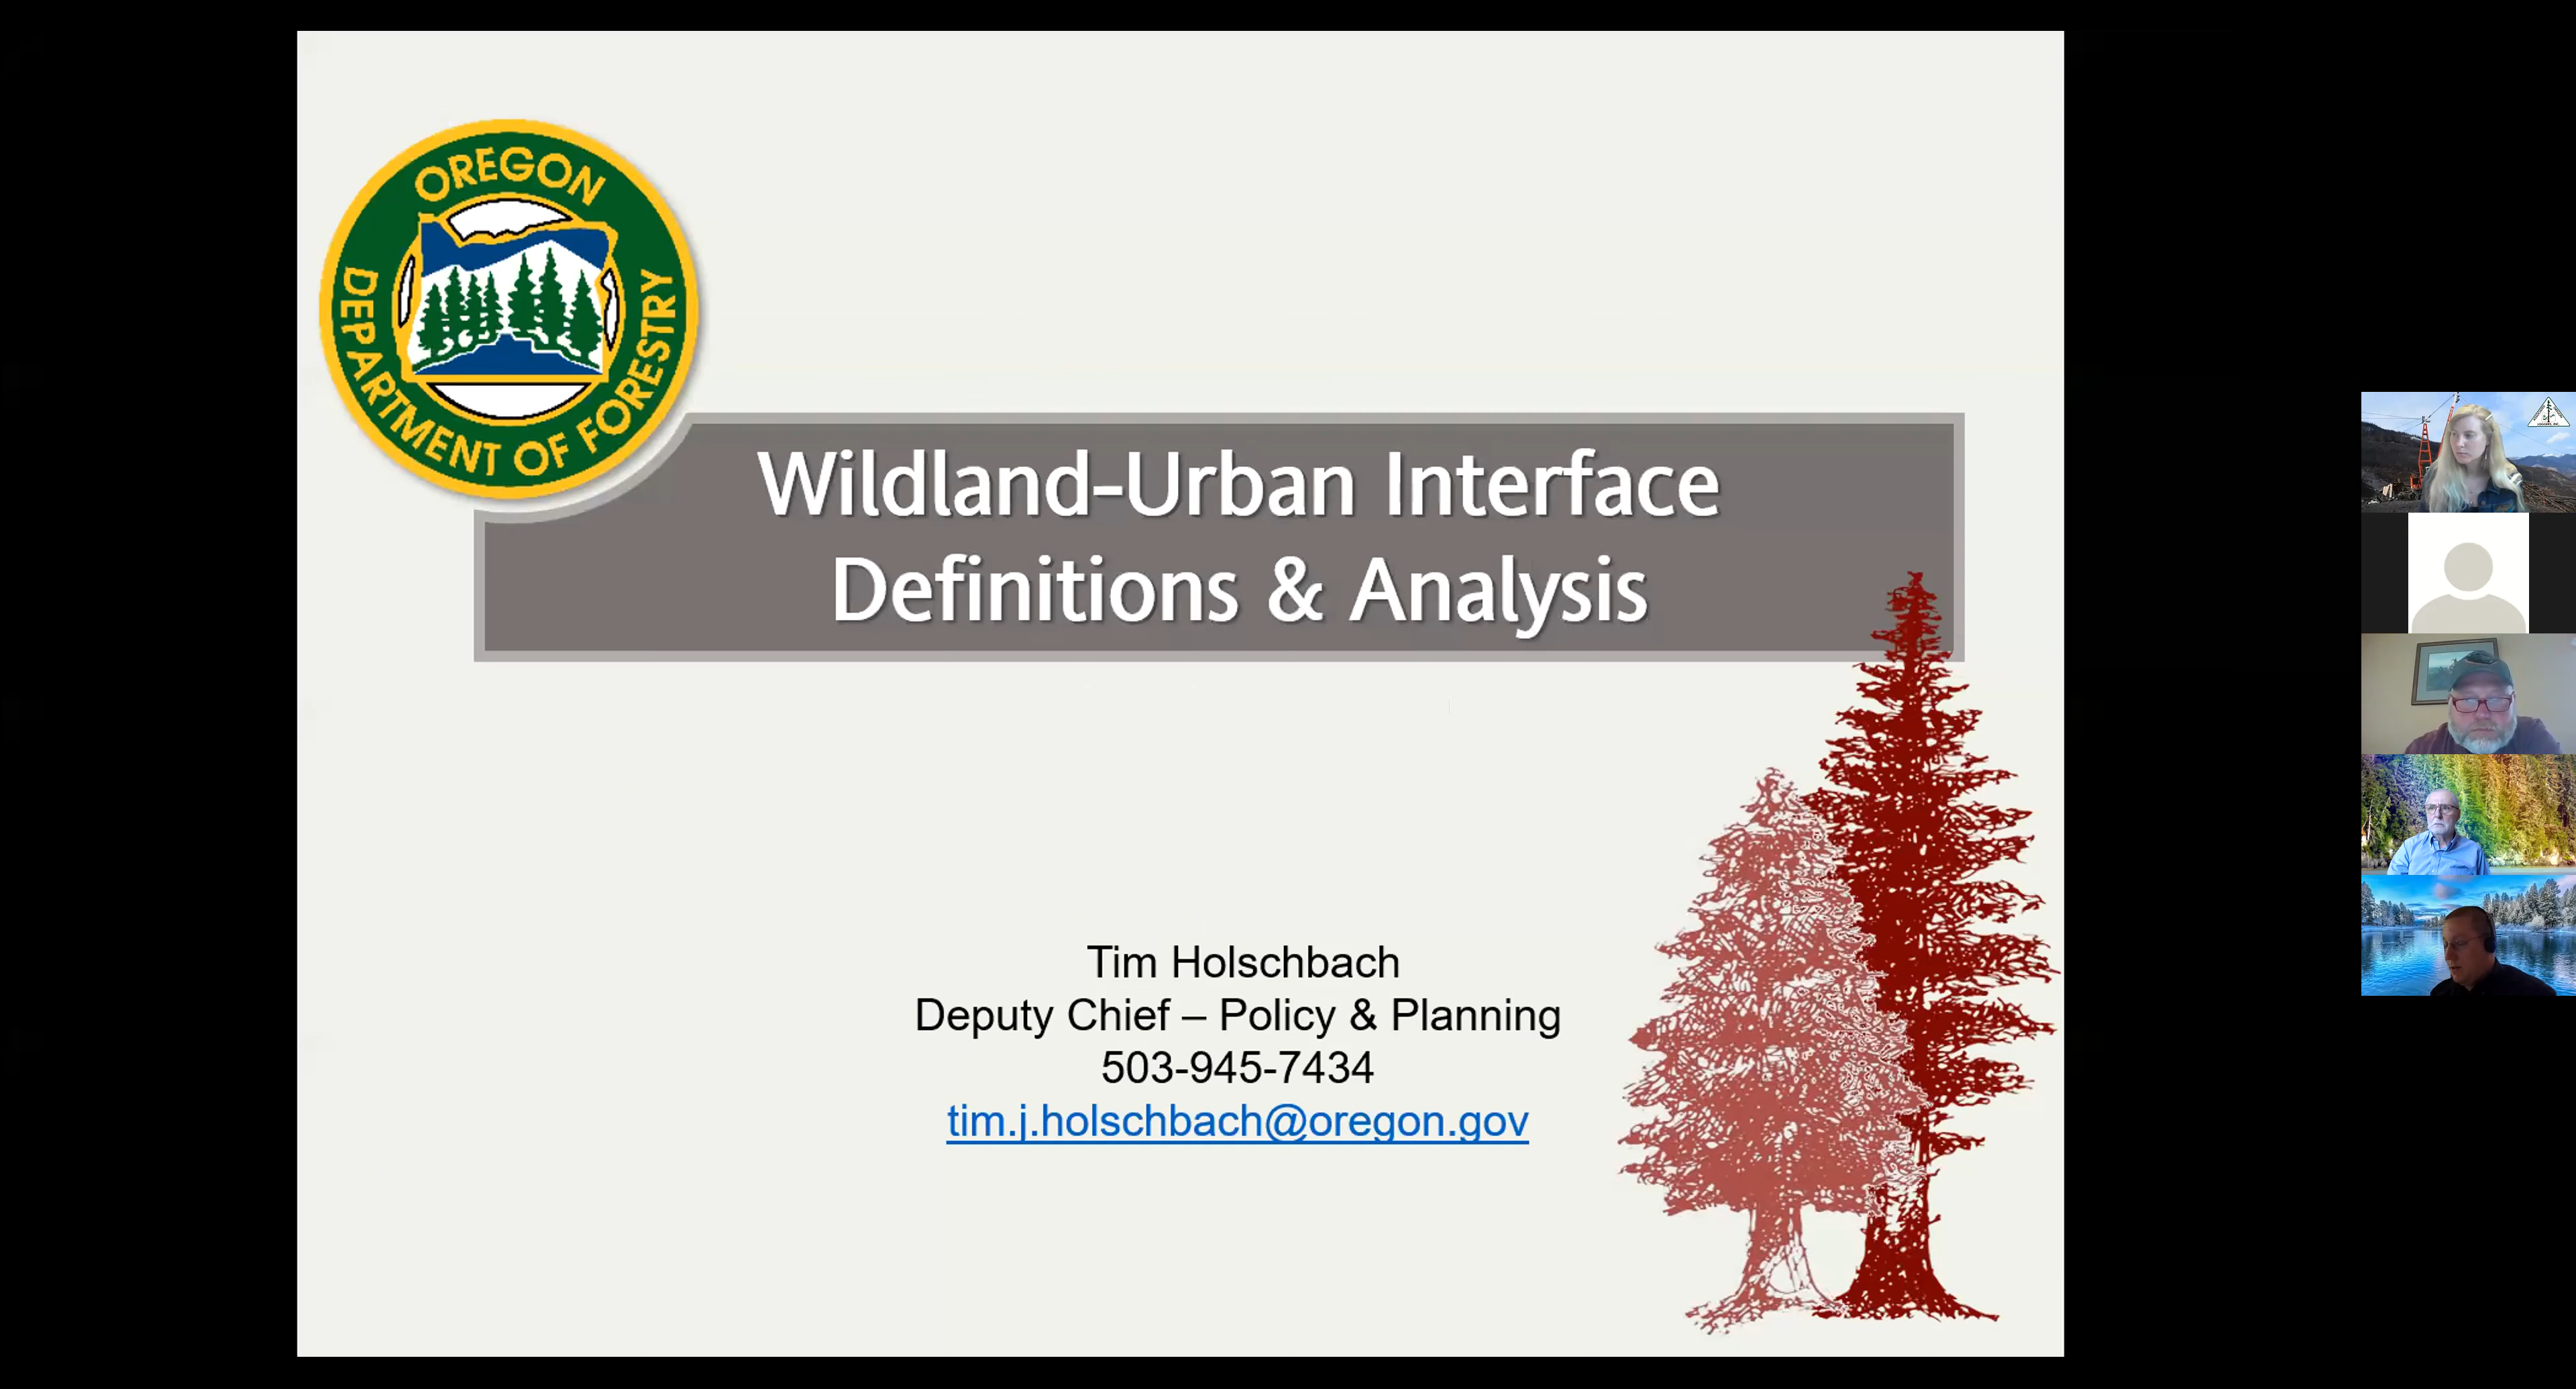 OREGON
DEPARTMENT OF FORESTRY
Wildland-Urban Interface
Definitions & Analysis
Tim Holschbach
Deputy Chief – Policy & Planning
503-945-7434
tim.j.holschbach@oregon.gov